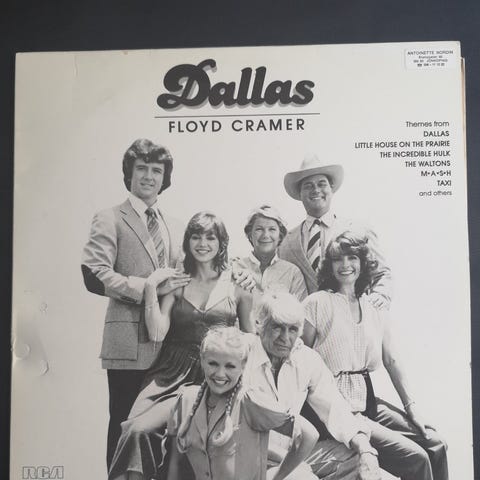 ANTOINETTE NORDIN
Dallas
FLOYD CRAMER
Themes from
DALLAS
LITTLE HOUSE ON THE PRAIRIE
THE INCREDIBLE HULK
THE WALTONS
M*A*S*H
TAXI
and others
RCA